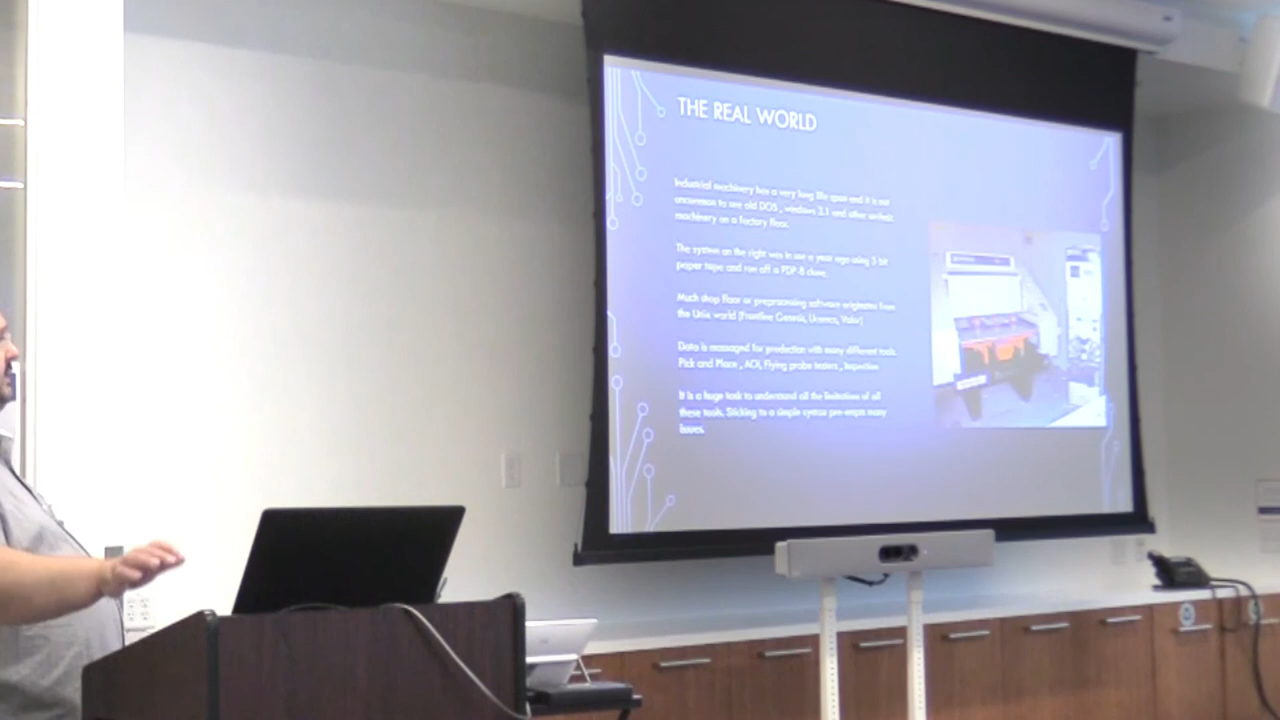 THE REAL WORLD
Industrial machinery has a very long life span and it is not
uncommon to see old DOS , windows 3.1 and other archaic
machinery on a factory floor.
The system on the right was in use a year ago using 5 bit
paper tape and ran off a PDP-8 clone.
Much shop floor or preprocessing software originates from
the Unix world (Frontline Genesis, Ucamco, Valor)
Data is massaged for production with many different tools.
Pick and Place , AOI, Flying probe testers , Inspection
It is a huge task to understand all the limitations of all
these tools. Sticking to a simple syntax pre-empts many
issues.